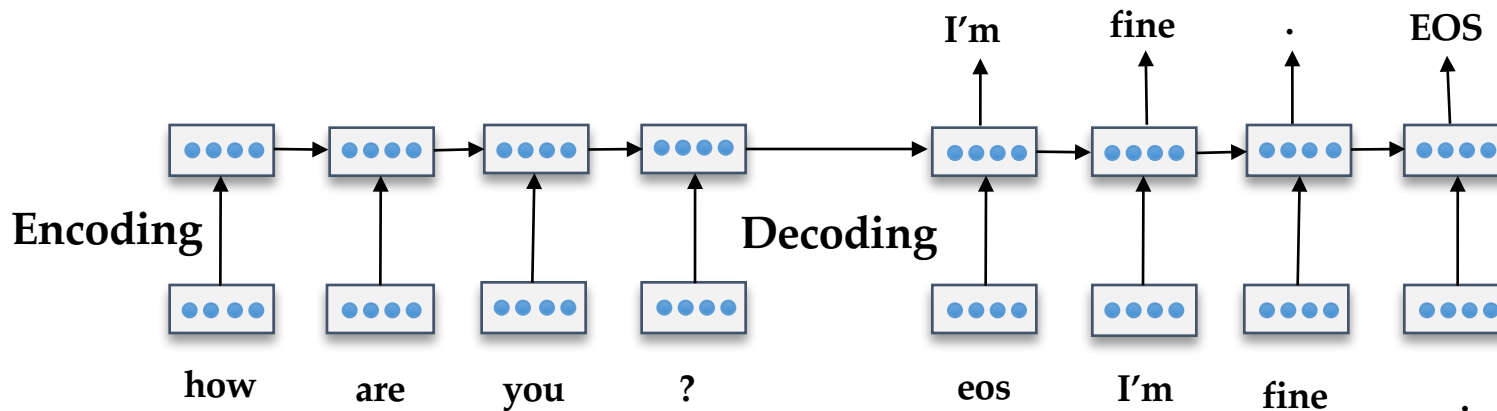 I’m fine . EOS
Encoding Decoding
how are you ? eos I’m fine .